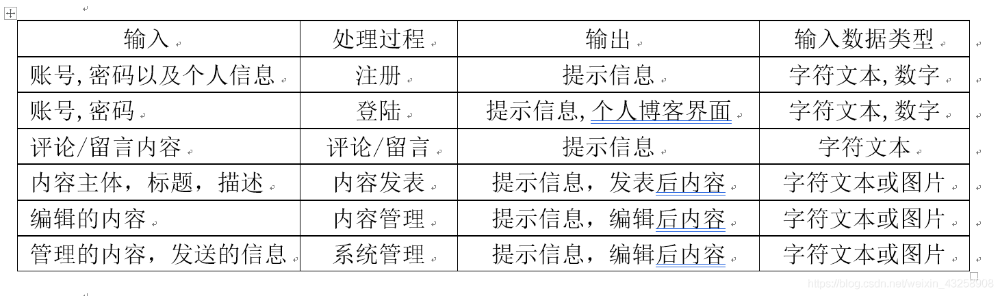 输入 处理过程 输出 输入数据类型
账号,密码以及个人信息 注册 提示信息 字符文本,数字
账号,密码 登陆 提示信息,个人博客界面 字符文本,数字
评论/留言内容 评论/留言 提示信息 字符文本
内容主体，标题，描述 内容发表 提示信息，发表后内容 字符文本或图片
编辑的内容 内容管理 提示信息，编辑后内容 字符文本或图片
管理的内容，发送的信息 系统管理 提示信息，编辑后内容 字符文本或图片
https://blog.csdn.net/weixin_43258908